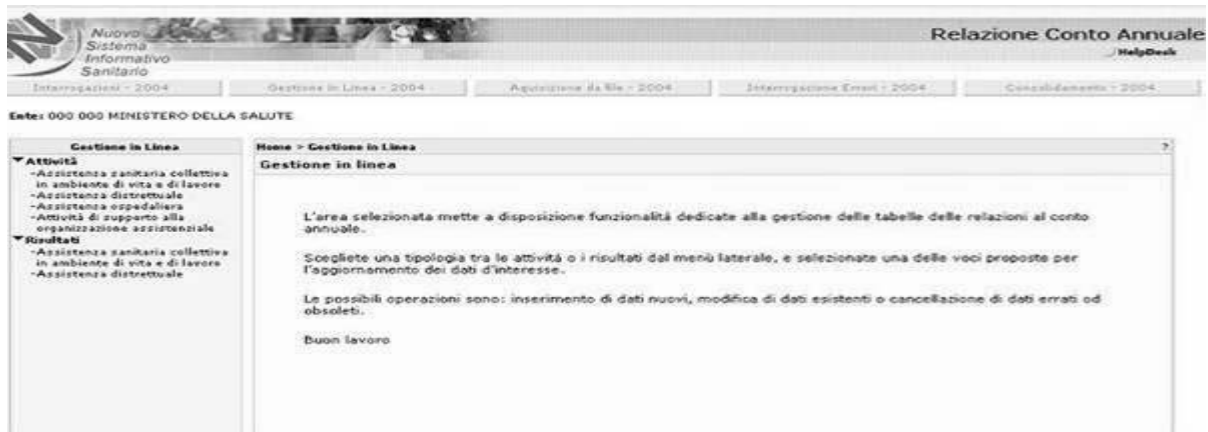 Nuovo
Sistema
Informativo
Sanitario
Relazione Conto Annuale
HelpDesk
Interrogazioni - 2004
Gestione in Linea - 2004
Aquisizione da file - 2004
Interrogazione Errori - 2004
Consolidamento - 2004
Ente: 000 000 MINISTERO DELLA SALUTE
Gestione in Linea
Attività
-Assistenza sanitaria collettiva
in ambiente di vita e di lavoro
-Assistenza distrettuale
-Assistenza ospedaliera
-Attività di supporto alla
organizzazione assistenziale
Risultati
-Assistenza sanitaria collettiva
in ambiente di vita e di lavoro
-Assistenza distrettuale
Home > Gestione in Linea
?
Gestione in linea
L'area selezionata mette a disposizione funzionalità dedicate alla gestione delle tabelle delle relazioni al conto
annuale.
Scegliete una tipologia tra le attività o i risultati dal menù laterale, e selezionate una delle voci proposte per
l'aggiornamento dei dati d'interesse.
Le possibili operazioni sono: inserimento di dati nuovi, modifica di dati esistenti o cancellazione di dati errati od
obsoleti.
Buon lavoro